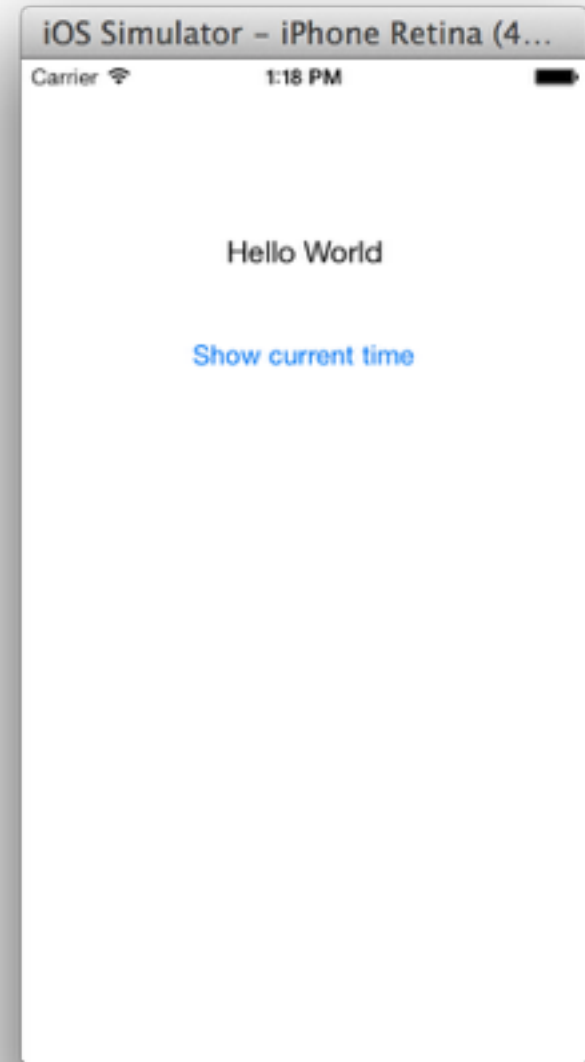 iOS Simulator – iPhone Retina (4...
Carrier 1:18 PM
Hello World
Show current time